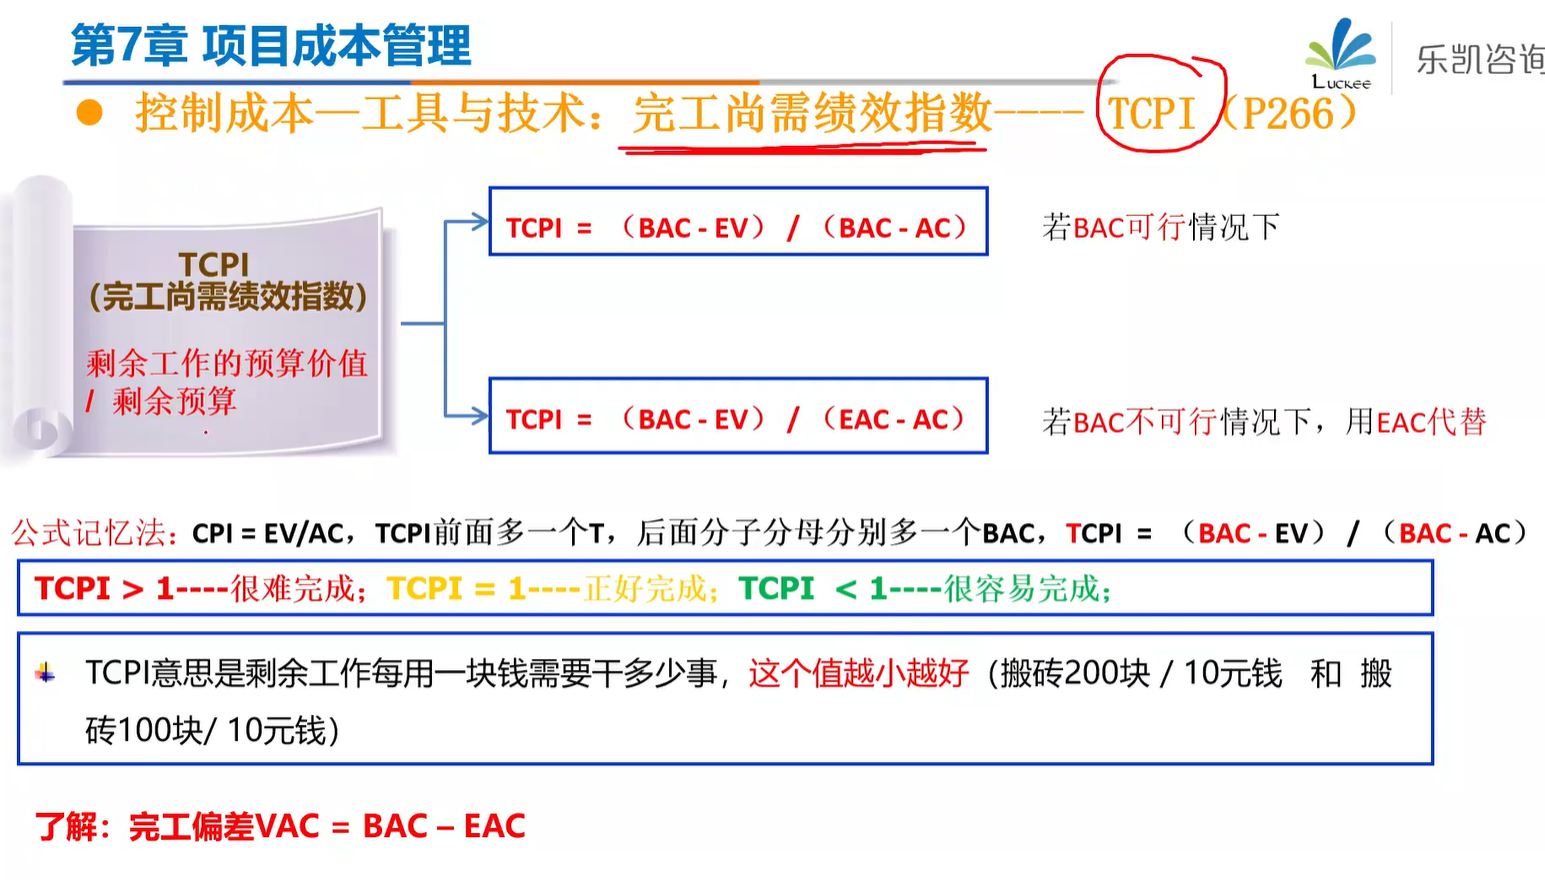 第7章 项目成本管理
LUCKEE
乐凯咨询
● 控制成本—工具与技术：完工尚需绩效指数---- TCPI（P266）
TCPI
（完工尚需绩效指数）
剩余工作的预算价值
/ 剩余预算
TCPI = （BAC - EV） / （BAC - AC）
若BAC可行情况下
TCPI = （BAC - EV） / （EAC - AC）
若BAC不可行情况下，用EAC代替
公式记忆法：CPI = EV/AC，TCPI前面多一个T，后面分子分母分别多一个BAC，TCPI = （BAC - EV） / （BAC - AC）
TCPI > 1----很难完成；TCPI = 1----正好完成；TCPI < 1----很容易完成；
TCPI意思是剩余工作每用一块钱需要干多少事，这个值越小越好（搬砖200块 / 10元钱 和 搬
砖100块/ 10元钱）
了解：完工偏差VAC = BAC – EAC